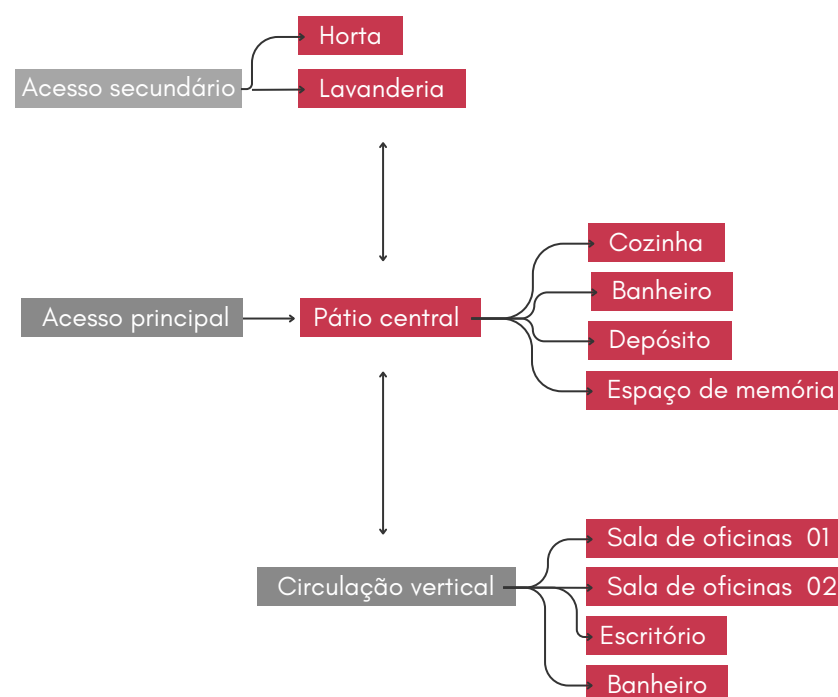 Horta
Acesso secundário
Lavanderia
Cozinha
Banheiro
Acesso principal
Pátio central
Depósito
Espaço de memória
Sala de oficinas 01
Circulação vertical
Sala de oficinas 02
Escritório
Banheiro